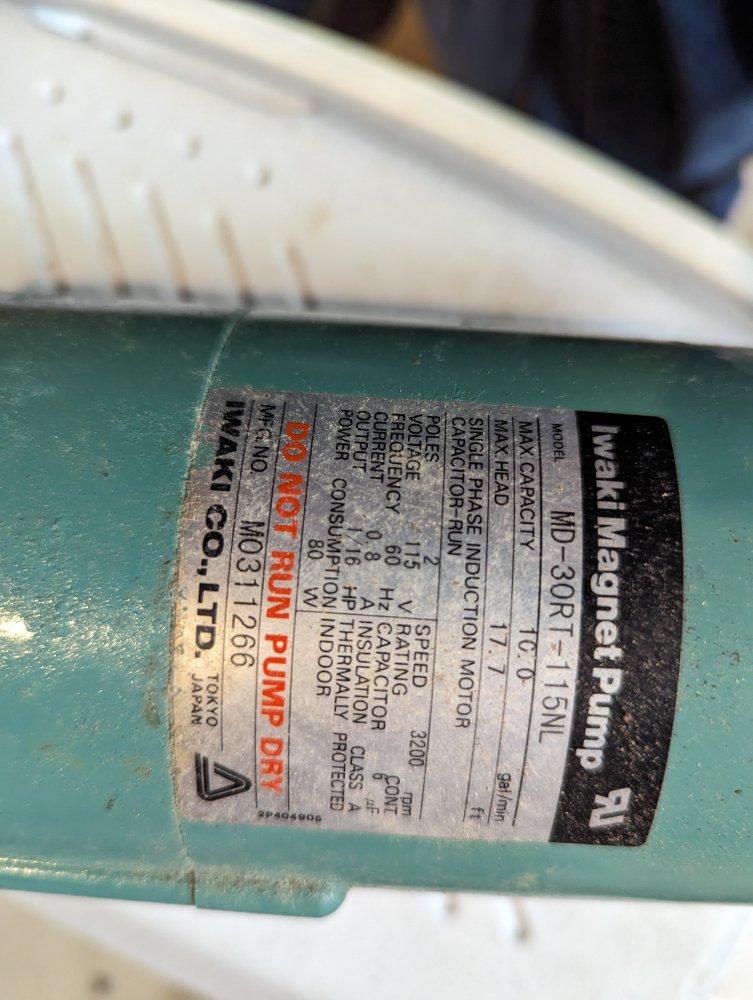 Iwaki Magnet Pump
MODEL MD-30RT-115NL
MAX.CAPACITY 10.0 gal/min
MAX.HEAD 17.7 ft
SINGLE PHASE INDUCTION MOTOR
CAPACITOR-RUN
POLES 2 SPEED 3200 rpm
VOLTAGE 115 V RATING CONT
FREQUENCY 60 Hz CAPACITOR 6 μF
CURRENT 0.8 A INSULATION CLASS A
OUTPUT 1/16 HP THERMALLY PROTECTED
POWER CONSUMPTION 80 W INDOOR
DO NOT RUN PUMP DRY
MFG.NO. M0311266
2P404905
IWAKI CO.,LTD. TOKYO JAPAN